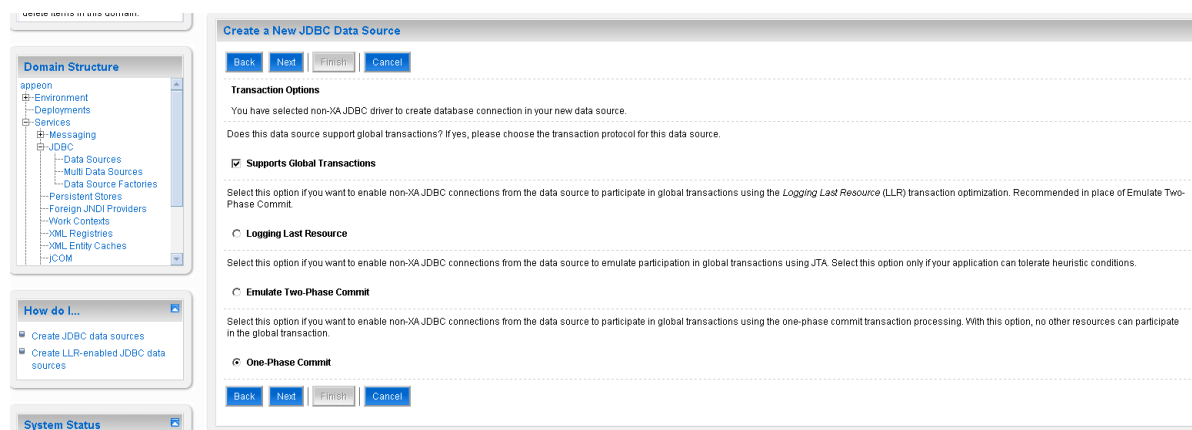 delete items in this domain.
Domain Structure
appeon
Environment
Deployments
Services
Messaging
JDBC
Data Sources
Multi Data Sources
Data Source Factories
Persistent Stores
Foreign JNDI Providers
Work Contexts
XML Registries
XML Entity Caches
jCOM
How do I...
Create JDBC data sources
Create LLR-enabled JDBC data
sources
System Status
Create a New JDBC Data Source
Back Next Finish Cancel
Transaction Options
You have selected non-XA JDBC driver to create database connection in your new data source.
Does this data source support global transactions? If yes, please choose the transaction protocol for this data source.
Supports Global Transactions
Select this option if you want to enable non-XA JDBC connections from the data source to participate in global transactions using the Logging Last Resource (LLR) transaction optimization. Recommended in place of Emulate Two-
Phase Commit.
Logging Last Resource
Select this option if you want to enable non-XA JDBC connections from the data source to emulate participation in global transactions using JTA. Select this option only if your application can tolerate heuristic conditions.
Emulate Two-Phase Commit
Select this option if you want to enable non-XA JDBC connections from the data source to participate in global transactions using the one-phase commit transaction processing. With this option, no other resources can participate
in the global transaction.
One-Phase Commit
Back Next Finish Cancel